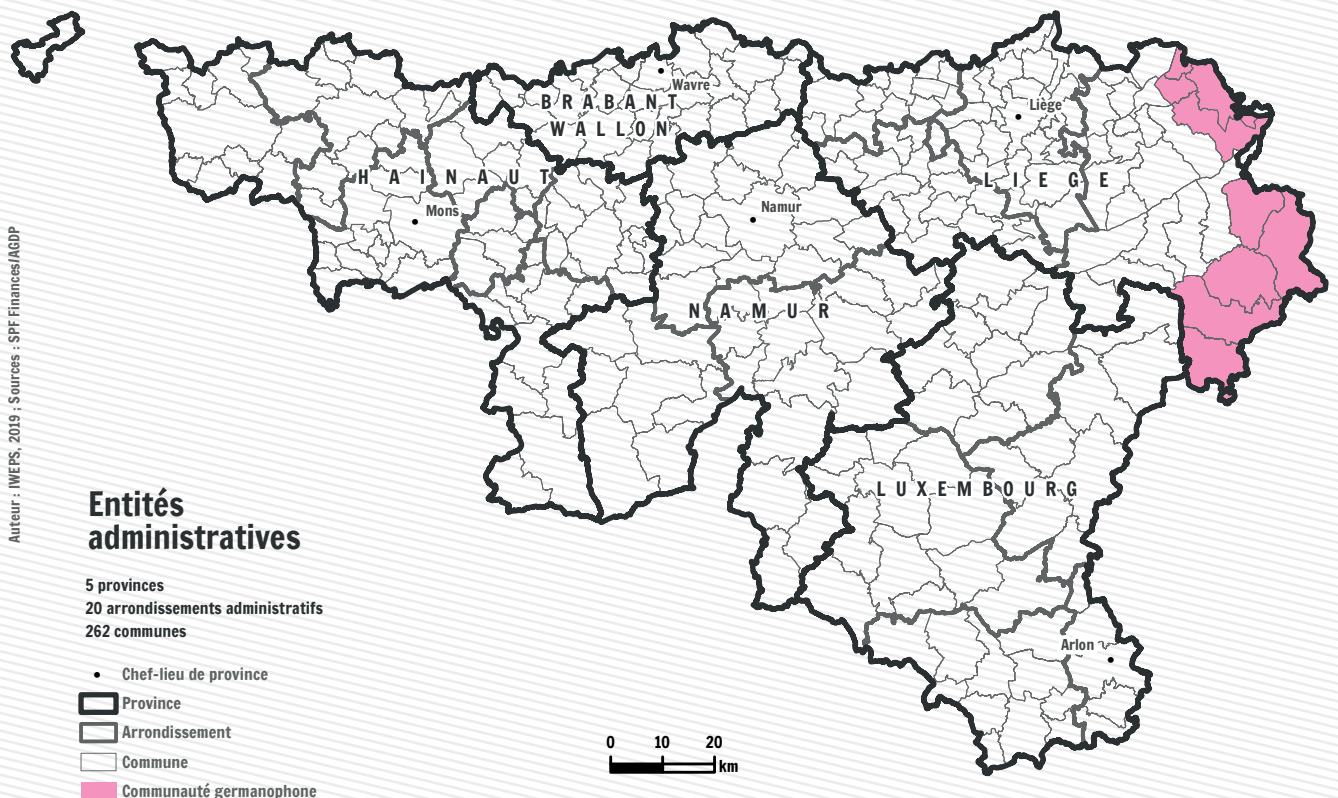 Wavre
BRABANT
WALLON
Liège
HAINAUT
LIEGE
Mons
Namur
NAMUR
LUXEMBOURG
Arlon
Auteur : IWEPS, 2019 ; Sources : SPF Finances/AGDP
Entités
administratives
5 provinces
20 arrondissements administratifs
262 communes
Chef-lieu de province
Province
Arrondissement
Commune
Communauté germanophone
0 10 20
km